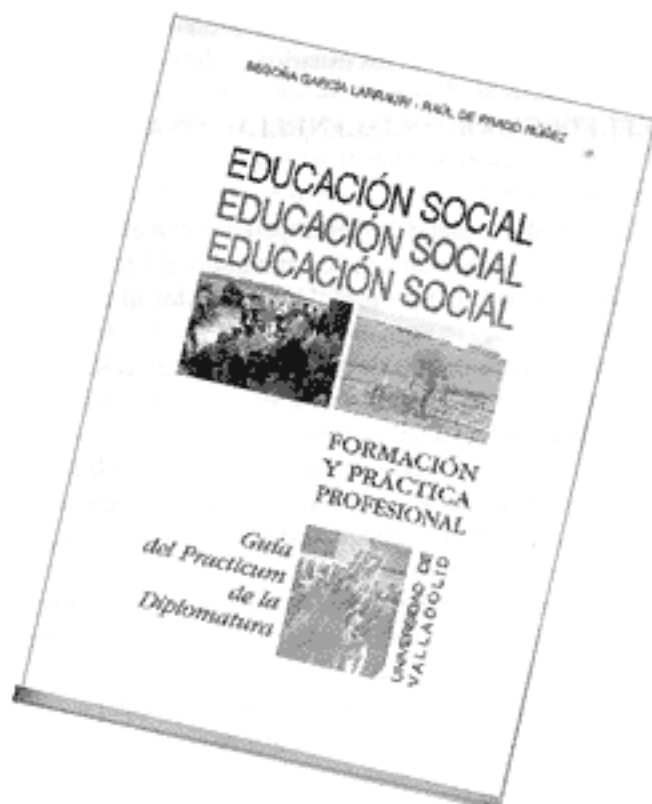 BEGOÑA GARCÍA LARRAURI - RAÚL DE PRADO NÚÑEZ
EDUCACIÓN SOCIAL
EDUCACIÓN SOCIAL
EDUCACIÓN SOCIAL
FORMACIÓN
Y PRÁCTICA
PROFESIONAL
Guía
del Practicum
de la
Diplomatura
UNIVERSIDAD DE
VALLADOLID